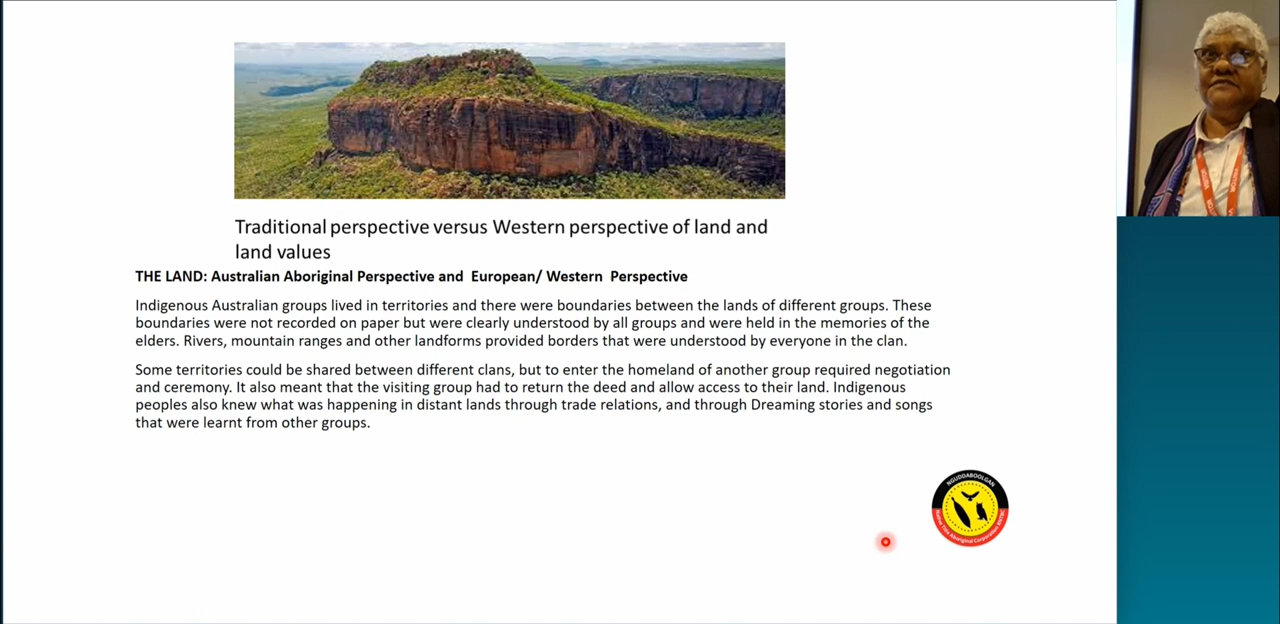 Traditional perspective versus Western perspective of land and
land values
THE LAND: Australian Aboriginal Perspective and  European/ Western  Perspective
Indigenous Australian groups lived in territories and there were boundaries between the lands of different groups. These
boundaries were not recorded on paper but were clearly understood by all groups and were held in the memories of the
elders. Rivers, mountain ranges and other landforms provided borders that were understood by everyone in the clan.
Some territories could be shared between different clans, but to enter the homeland of another group required negotiation
and ceremony. It also meant that the visiting group had to return the deed and allow access to their land. Indigenous
peoples also knew what was happening in distant lands through trade relations, and through Dreaming stories and songs
that were learnt from other groups.
NGUDDABOOLGAN
Native Title Aboriginal Corporation RNTBC